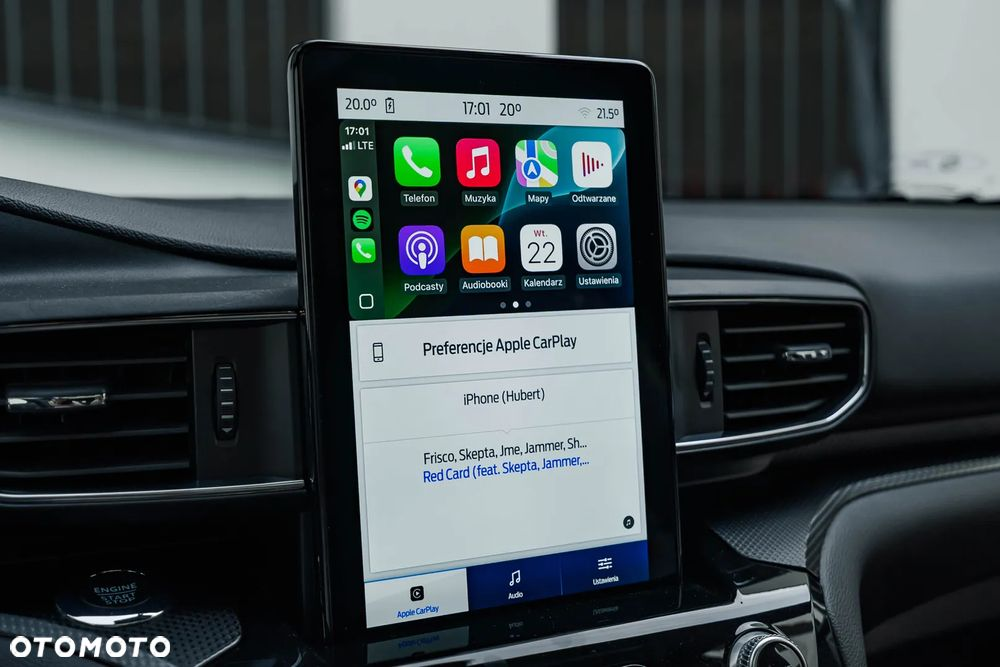 20.0° 17:01 20° 21.5°
17:01
LTE
Telefon Muzyka Mapy Odtwarzane
Wt.
22
Podcasty Audiobooki Kalendarz Ustawienia
Preferencje Apple CarPlay
iPhone (Hubert)
Frisco, Skepta, Jme, Jammer, Sh...
Red Card (feat. Skepta, Jammer,...
Apple CarPlay Audio Ustawienia
ENGINE
START
STOP
OTOMOTO